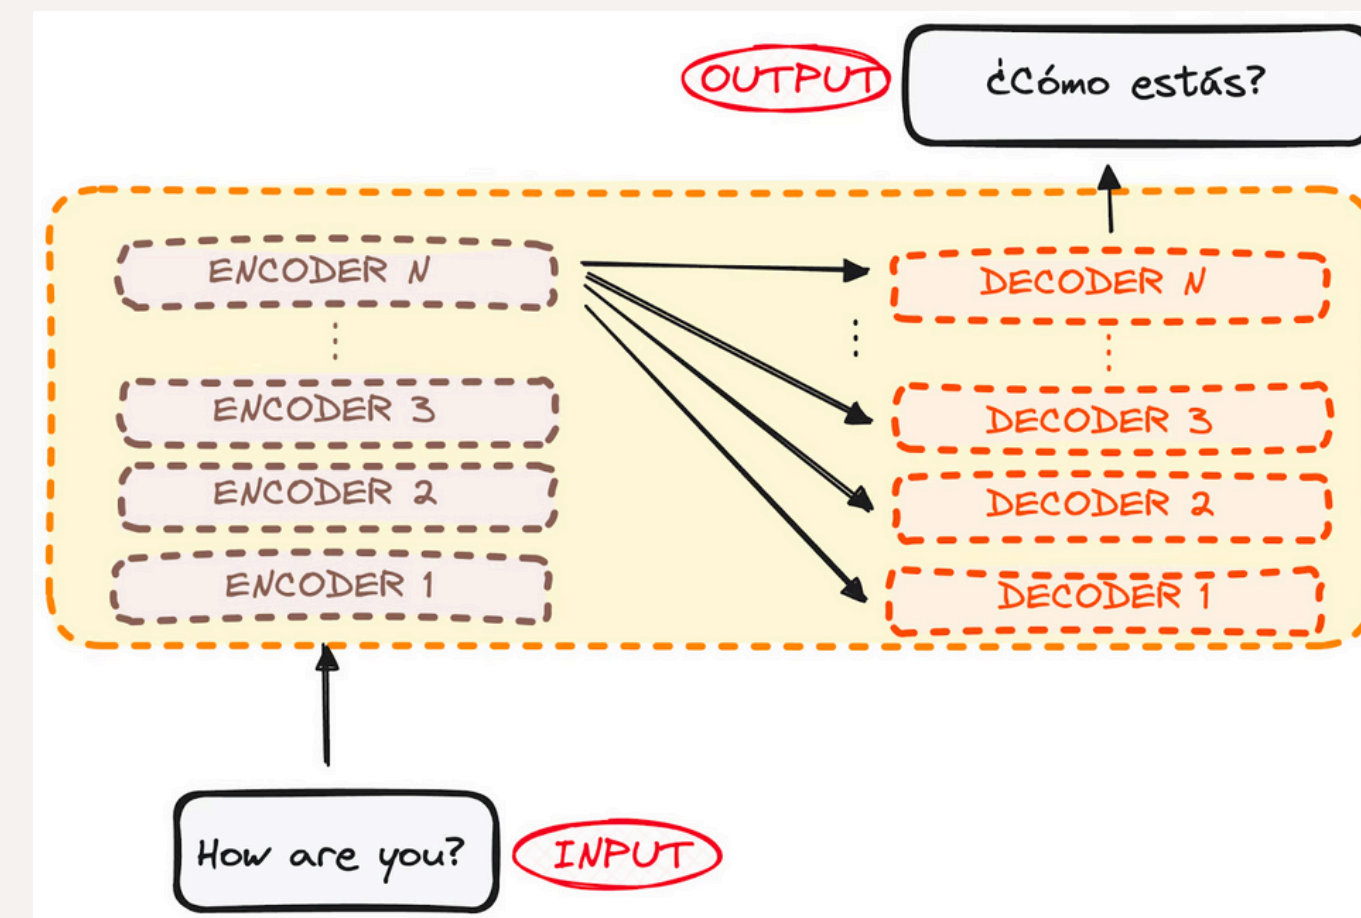 OUTPUT
¿Cómo estás?
ENCODER N
DECODER N
ENCODER 3
DECODER 3
ENCODER 2
DECODER 2
ENCODER 1
DECODER 1
How are you?
INPUT